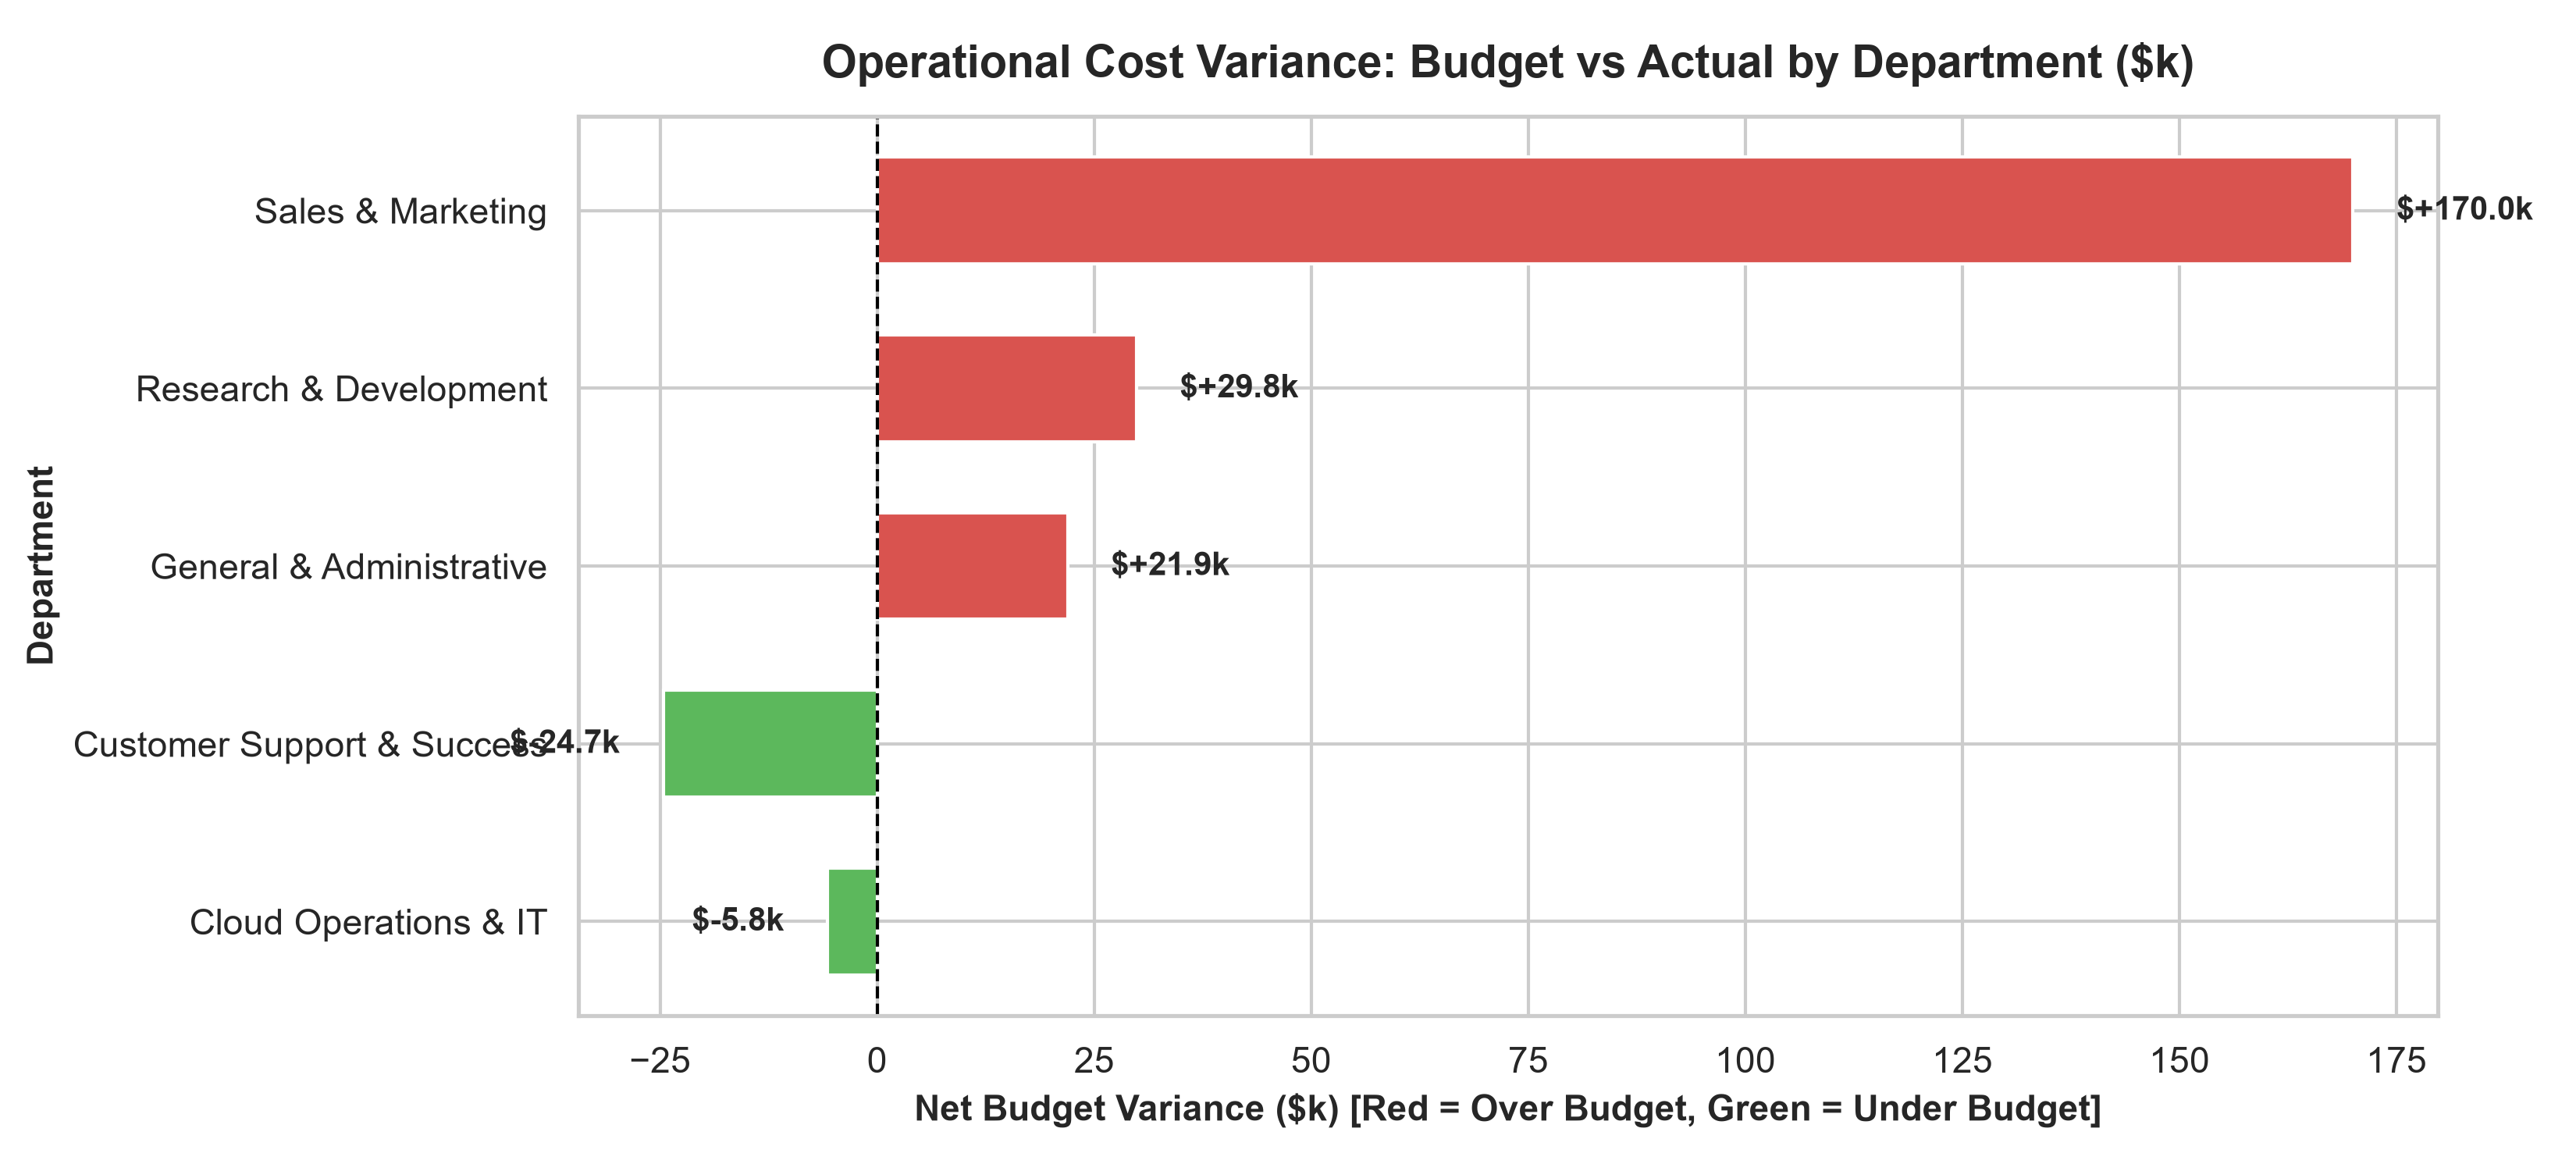 Operational Cost Variance: Budget vs Actual by Department ($k)
Department
Sales & Marketing
$+170.0k
Research & Development
$+29.8k
General & Administrative
$+21.9k
Customer Support & Success
$-24.7k
Cloud Operations & IT
$-5.8k
−25 0 25 50 75 100 125 150 175
Net Budget Variance ($k) [Red = Over Budget, Green = Under Budget]